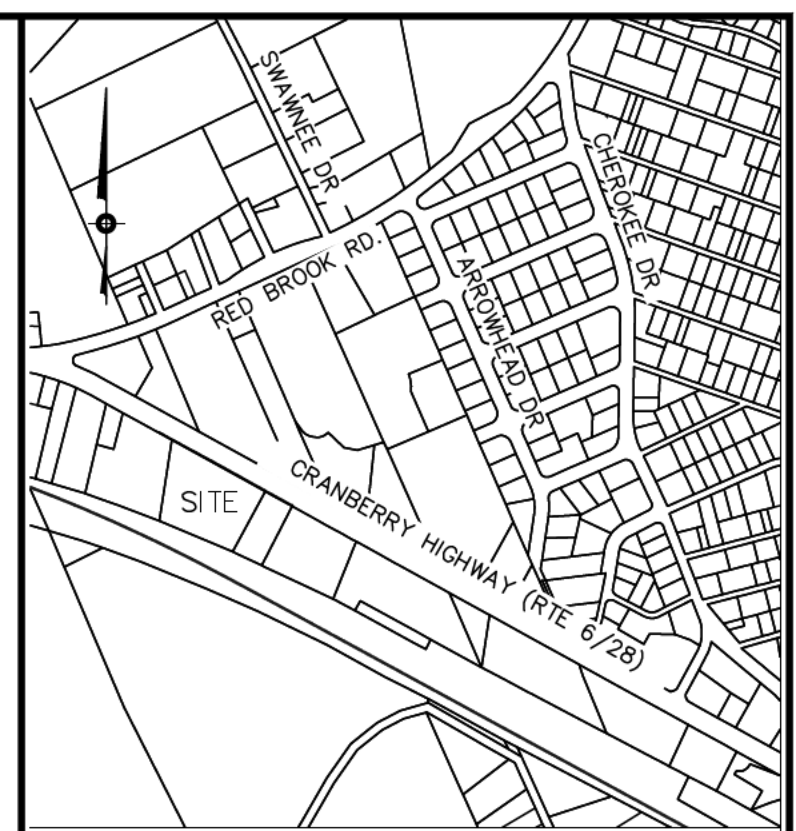 SWAWNEE DR
CHEROKEE DR
RED BROOK RD.
ARROWHEAD DR
SITE
CRANBERRY HIGHWAY (RTE 6/28)